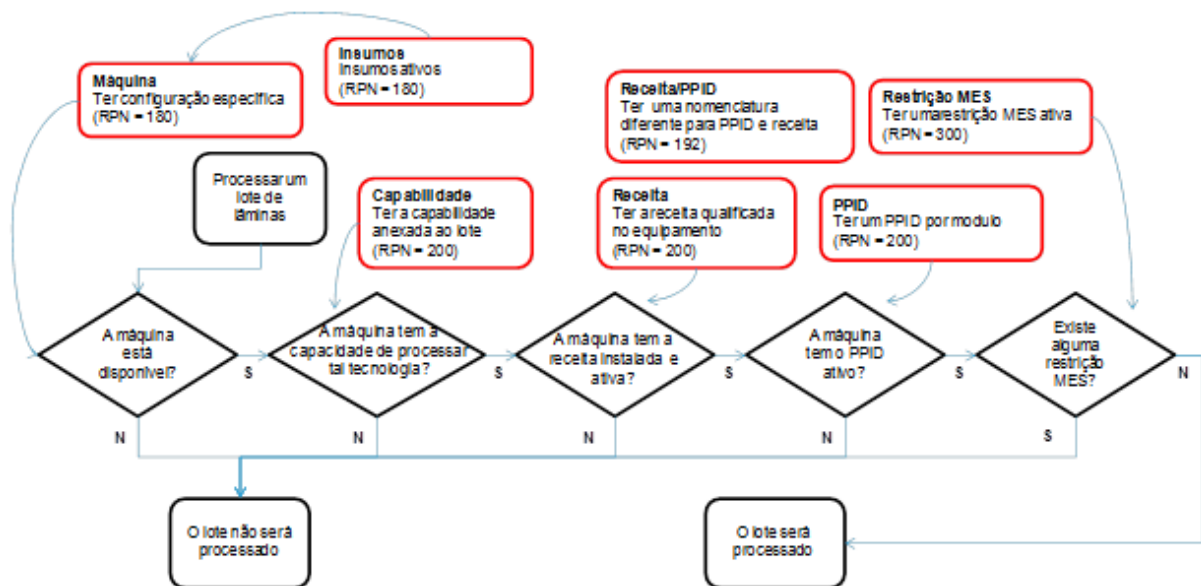 Insumos
Insumos ativos
(RPN = 180)
Máquina
Ter configuração específica
(RPN = 180)
Receita/PPID
Ter uma nomenclatura
diferente para PPID e receita
(RPN = 192)
Restrição MES
Ter umarestrição MES ativa
(RPN = 300)
Processar um
lote de
lâminas
Capabilidade
Ter a capabilidade
anexada ao lote
(RPN = 200)
Receita
Ter a receita qualificada
no equipamento
(RPN = 200)
PPID
Ter um PPID por modulo
(RPN = 200)
A máquina
está
disponível?
A máquina tem a
capacidade de processar
tal tecnologia?
A máquina tem a
receita instalada e
ativa?
A máquina
tem o PPID
ativo?
Existe
alguma
restrição
MES?
S
S
S
S
N
N
N
N
N
S
O lote não será
processado
O lote será
processado